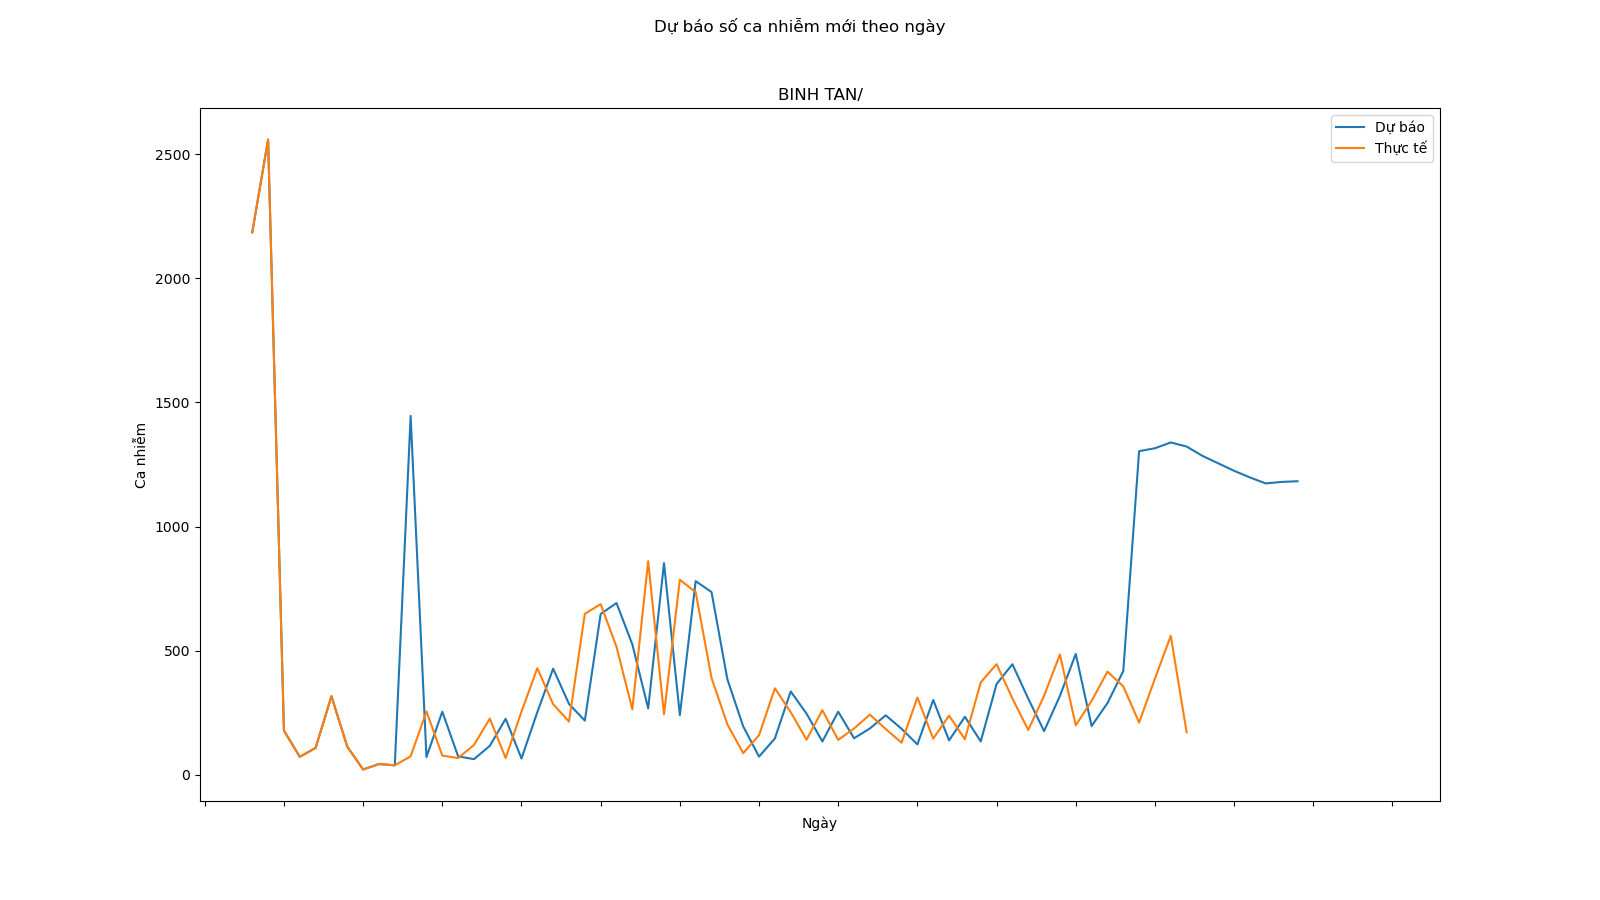 Dự báo số ca nhiễm mới theo ngày
BINH TAN/
Dự báo
Thực tế
2500
2000
1500
1000
500
0
Ca nhiễm
Ngày